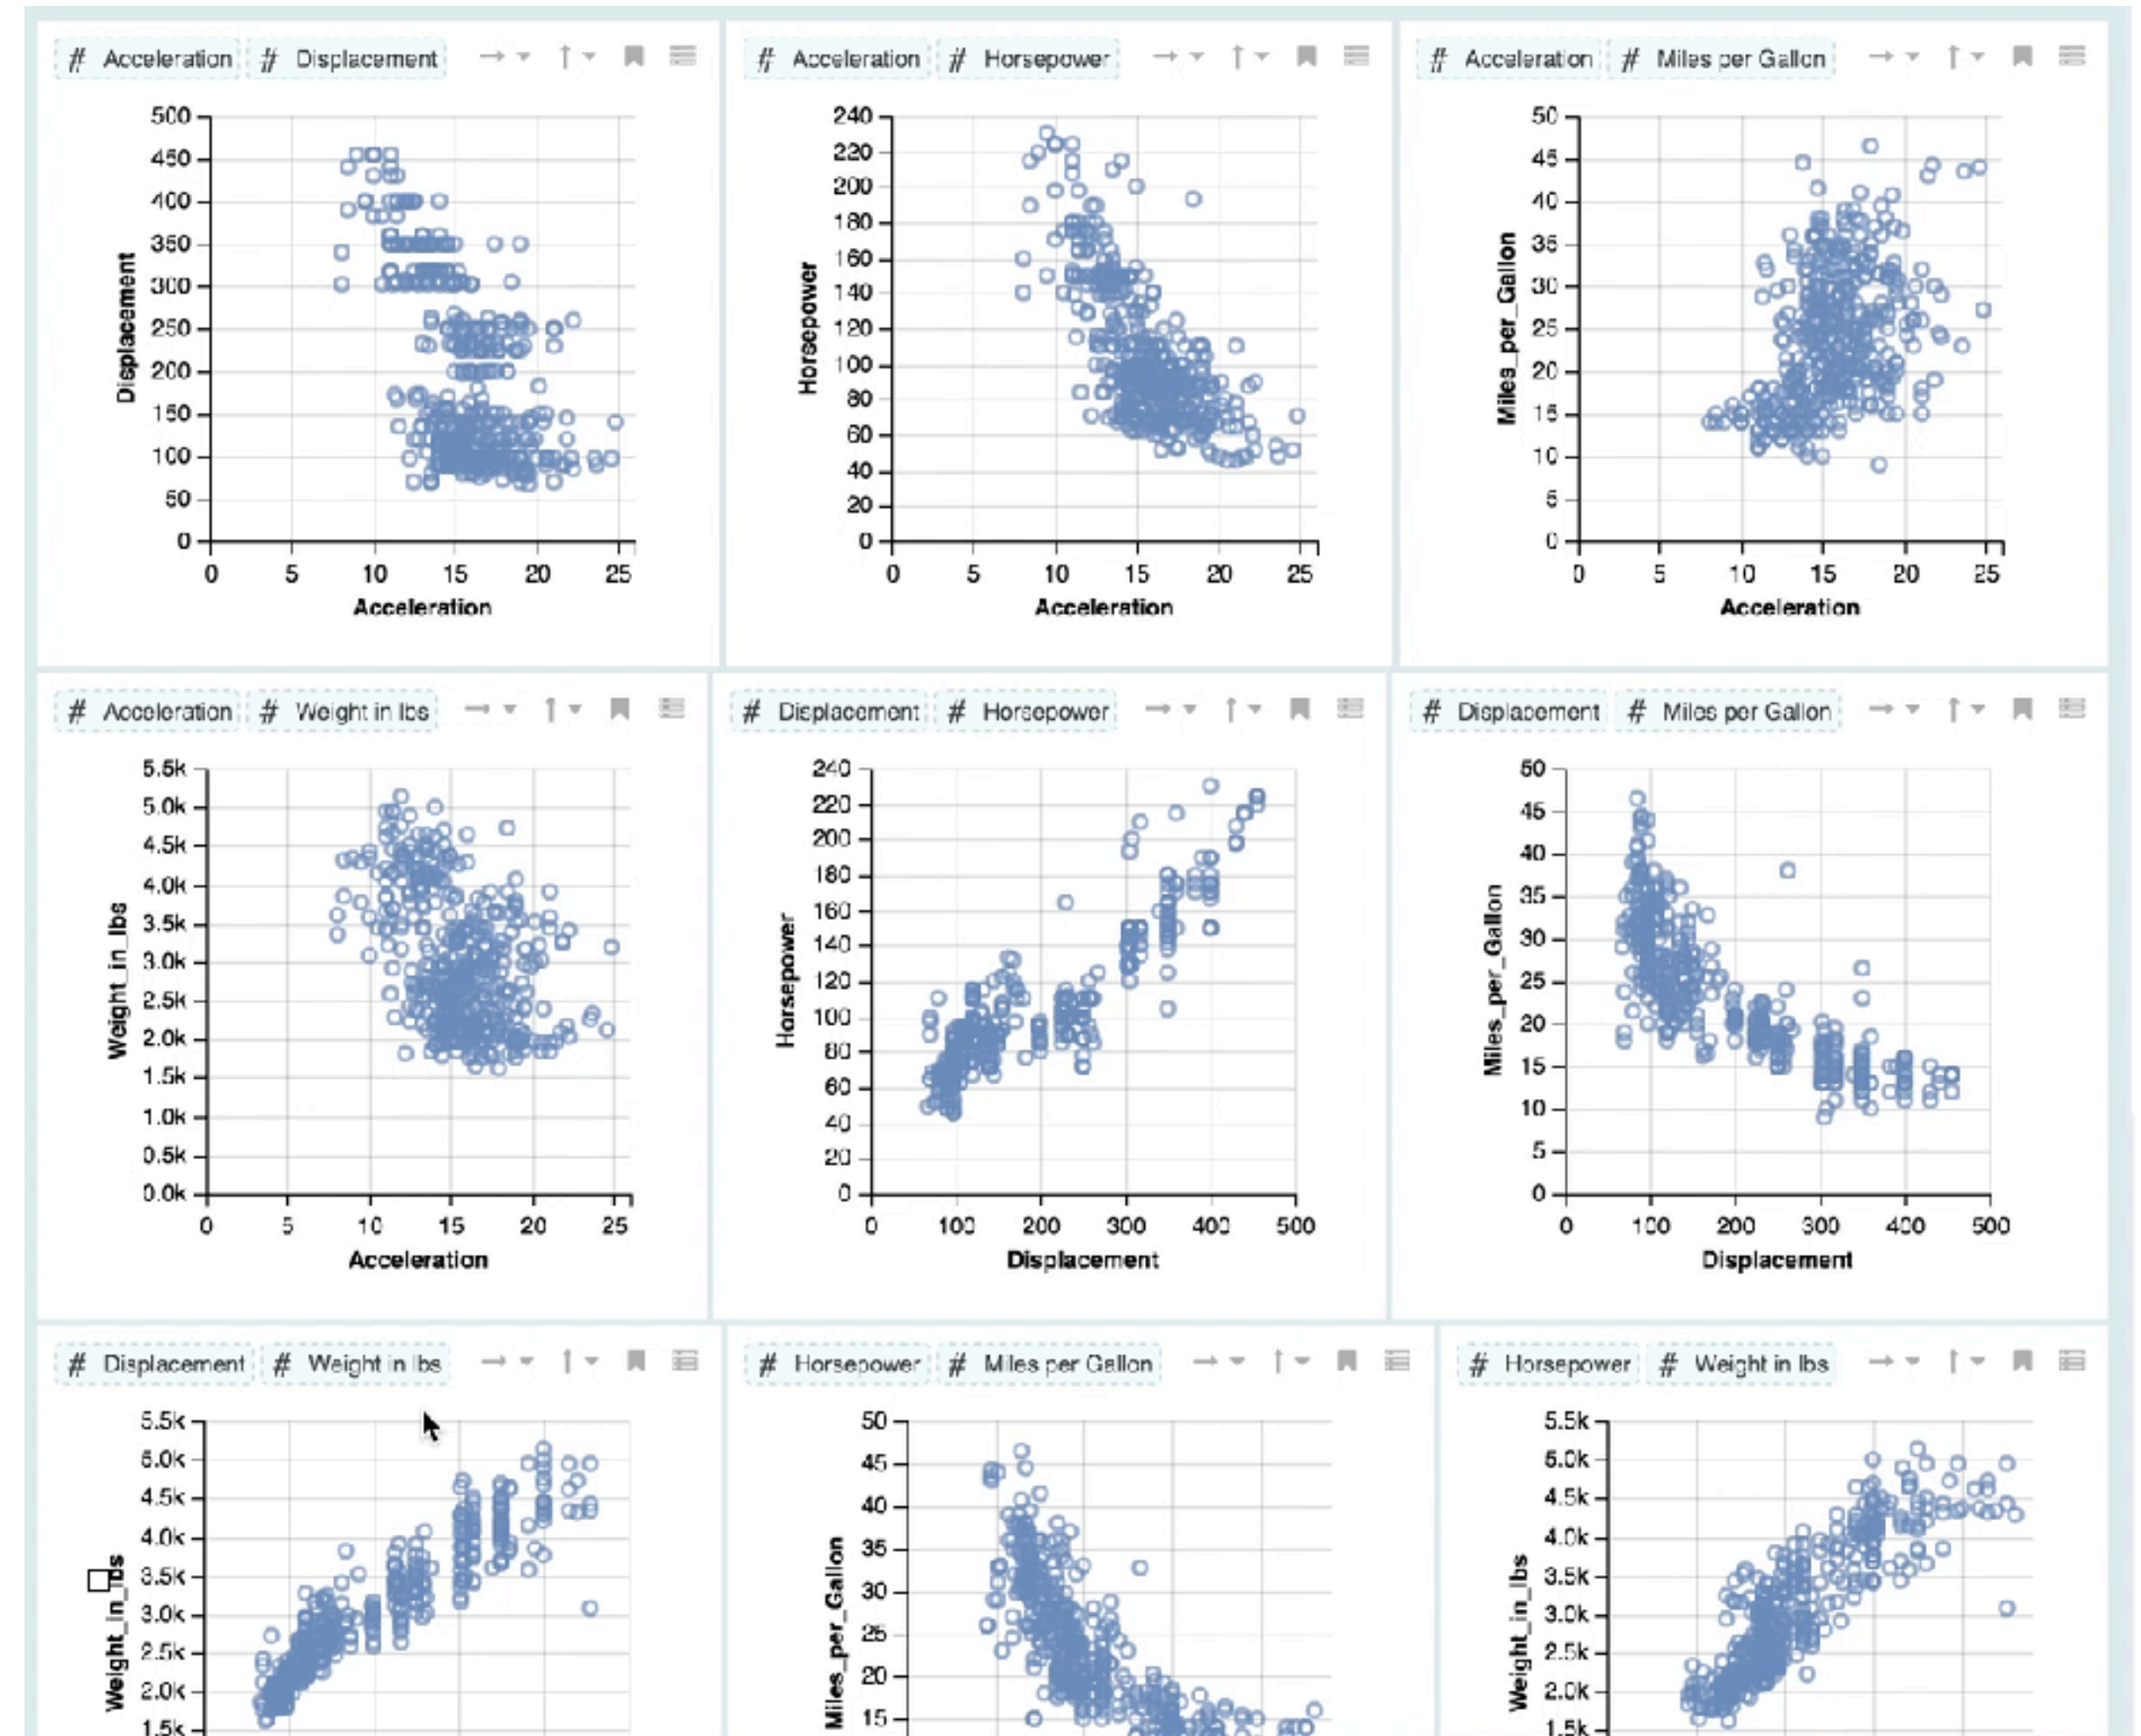 # Acceleration # Displacement
500
450
400
350
300
250
200
150
100
50
0
Displacement
0 5 10 15 20 25
Acceleration
# Acceleration # Horsepower
240
220
200
180
160
140
120
100
80
60
40
20
0
Horsepower
0 5 10 15 20 25
Acceleration
# Acceleration # Miles per Gallon
50
45
40
35
30
25
20
15
10
5
0
Miles_per_Gallon
0 5 10 15 20 25
Acceleration
# Acceleration # Weight in lbs
5.5k
5.0k
4.5k
4.0k
3.5k
3.0k
2.5k
2.0k
1.5k
1.0k
0.5k
0.0k
Weight_in_lbs
0 5 10 15 20 25
Acceleration
# Displacement # Horsepower
240
220
200
180
160
140
120
100
80
60
40
20
0
Horsepower
0 100 200 300 400 500
Displacement
# Displacement # Miles per Gallon
50
45
40
35
30
25
20
15
10
5
0
Miles_per_Gallon
0 100 200 300 400 500
Displacement
# Displacement # Weight in lbs
5.5k
5.0k
4.5k
4.0k
3.5k
3.0k
2.5k
2.0k
1.5k
Weight_in_lbs
# Horsepower # Miles per Gallon
50
45
40
35
30
25
20
15
Miles_per_Gallon
# Horsepower # Weight in lbs
5.5k
5.0k
4.5k
4.0k
3.5k
3.0k
2.5k
2.0k
1.5k
Weight_in_lbs